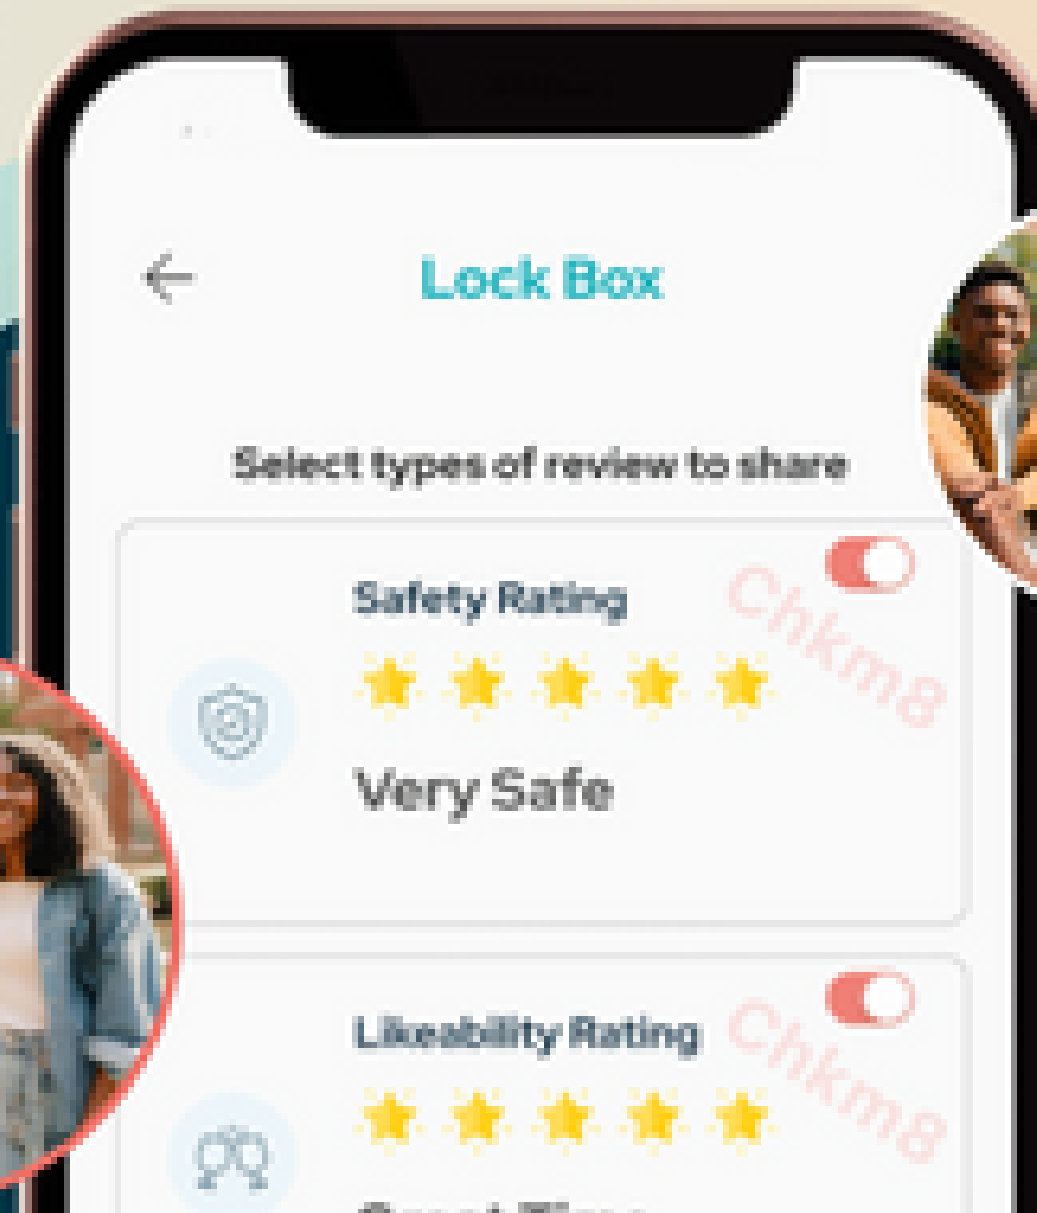 Lock Box
Select types of review to share
Safety Rating
Chkm8
Very Safe
Likeability Rating
Chkm8